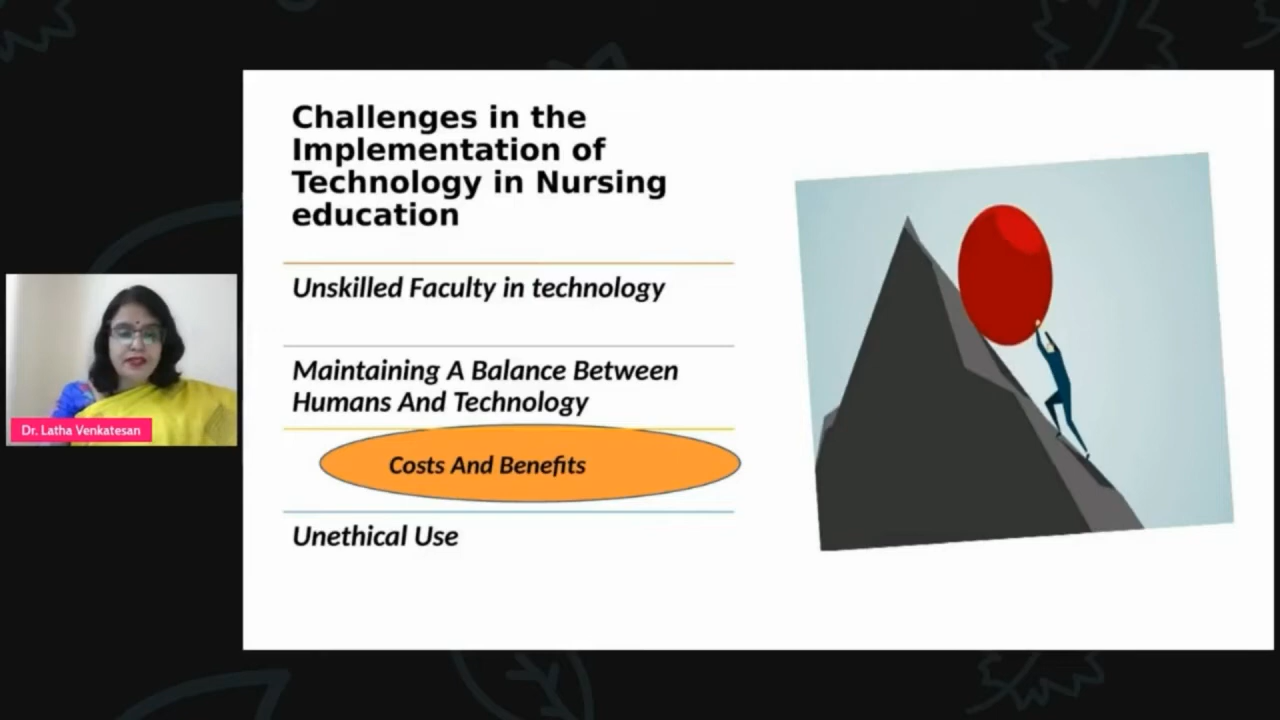 Challenges in the
Implementation of
Technology in Nursing
education
Unskilled Faculty in technology
Maintaining A Balance Between
Humans And Technology
Costs And Benefits
Unethical Use
Dr. Latha Venkatesan